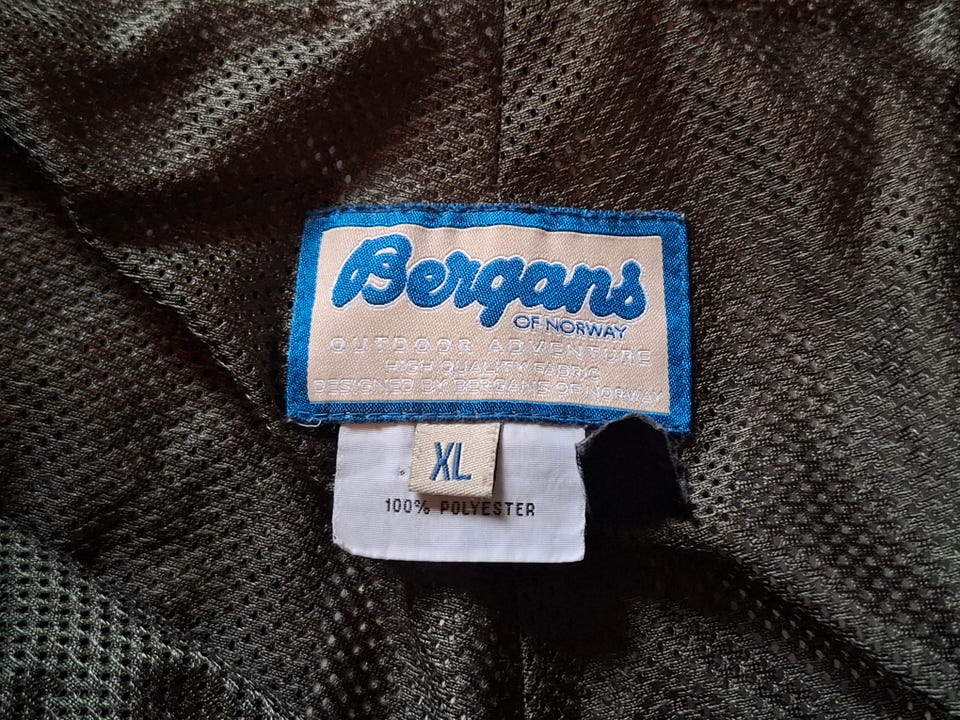 Bergans
OF NORWAY
OUTDOOR ADVENTURE
HIGH QUALITY FABRIC
DESIGNED BY BERGANS OF NORWAY
XL
100% POLYESTER